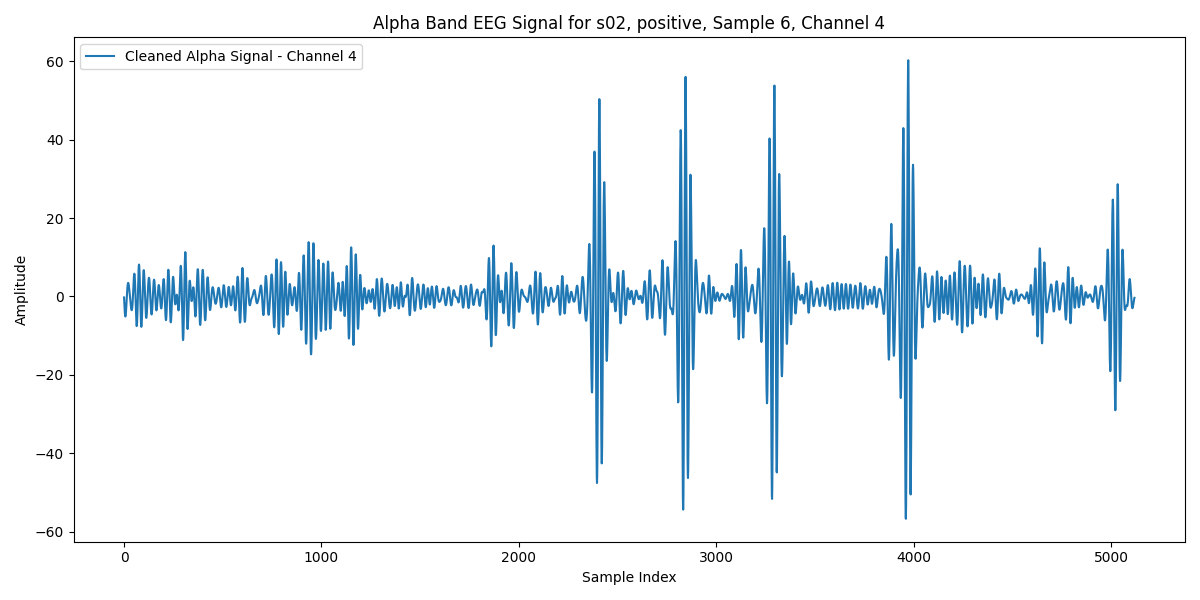 Alpha Band EEG Signal for s02, positive, Sample 6, Channel 4
Cleaned Alpha Signal - Channel 4
60
40
20
0
−20
−40
−60
Amplitude
0 1000 2000 3000 4000 5000
Sample Index